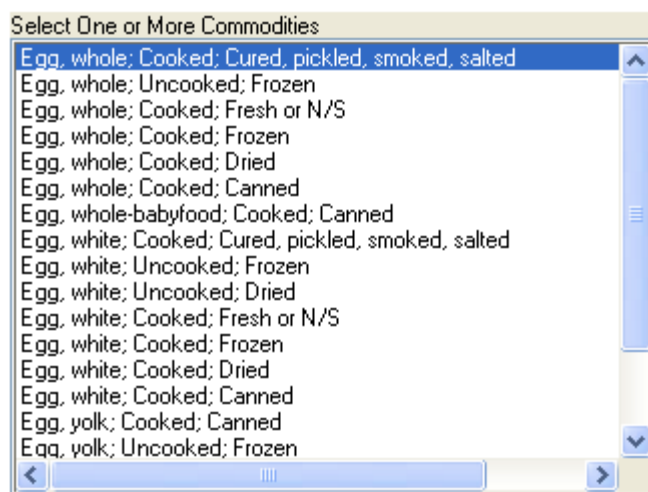 Select One or More Commodities
Egg, whole; Cooked; Cured, pickled, smoked, salted
Egg, whole; Uncooked; Frozen
Egg, whole; Cooked; Fresh or N/S
Egg, whole; Cooked; Frozen
Egg, whole; Cooked; Dried
Egg, whole; Cooked; Canned
Egg, whole-babyfood; Cooked; Canned
Egg, white; Cooked; Cured, pickled, smoked, salted
Egg, white; Uncooked; Frozen
Egg, white; Uncooked; Dried
Egg, white; Cooked; Fresh or N/S
Egg, white; Cooked; Frozen
Egg, white; Cooked; Dried
Egg, white; Cooked; Canned
Egg, yolk; Cooked; Canned
Egg, yolk; Uncooked; Frozen